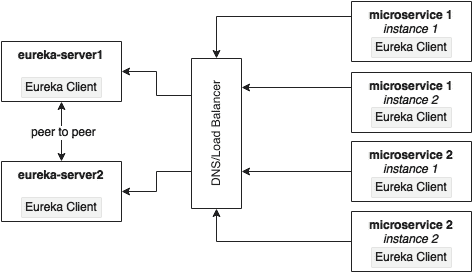 eureka-server1
Eureka Client
peer to peer
eureka-server2
Eureka Client
DNS/Load Balancer
microservice 1
instance 1
Eureka Client
microservice 1
instance 2
Eureka Client
microservice 2
instance 1
Eureka Client
microservice 2
instance 2
Eureka Client